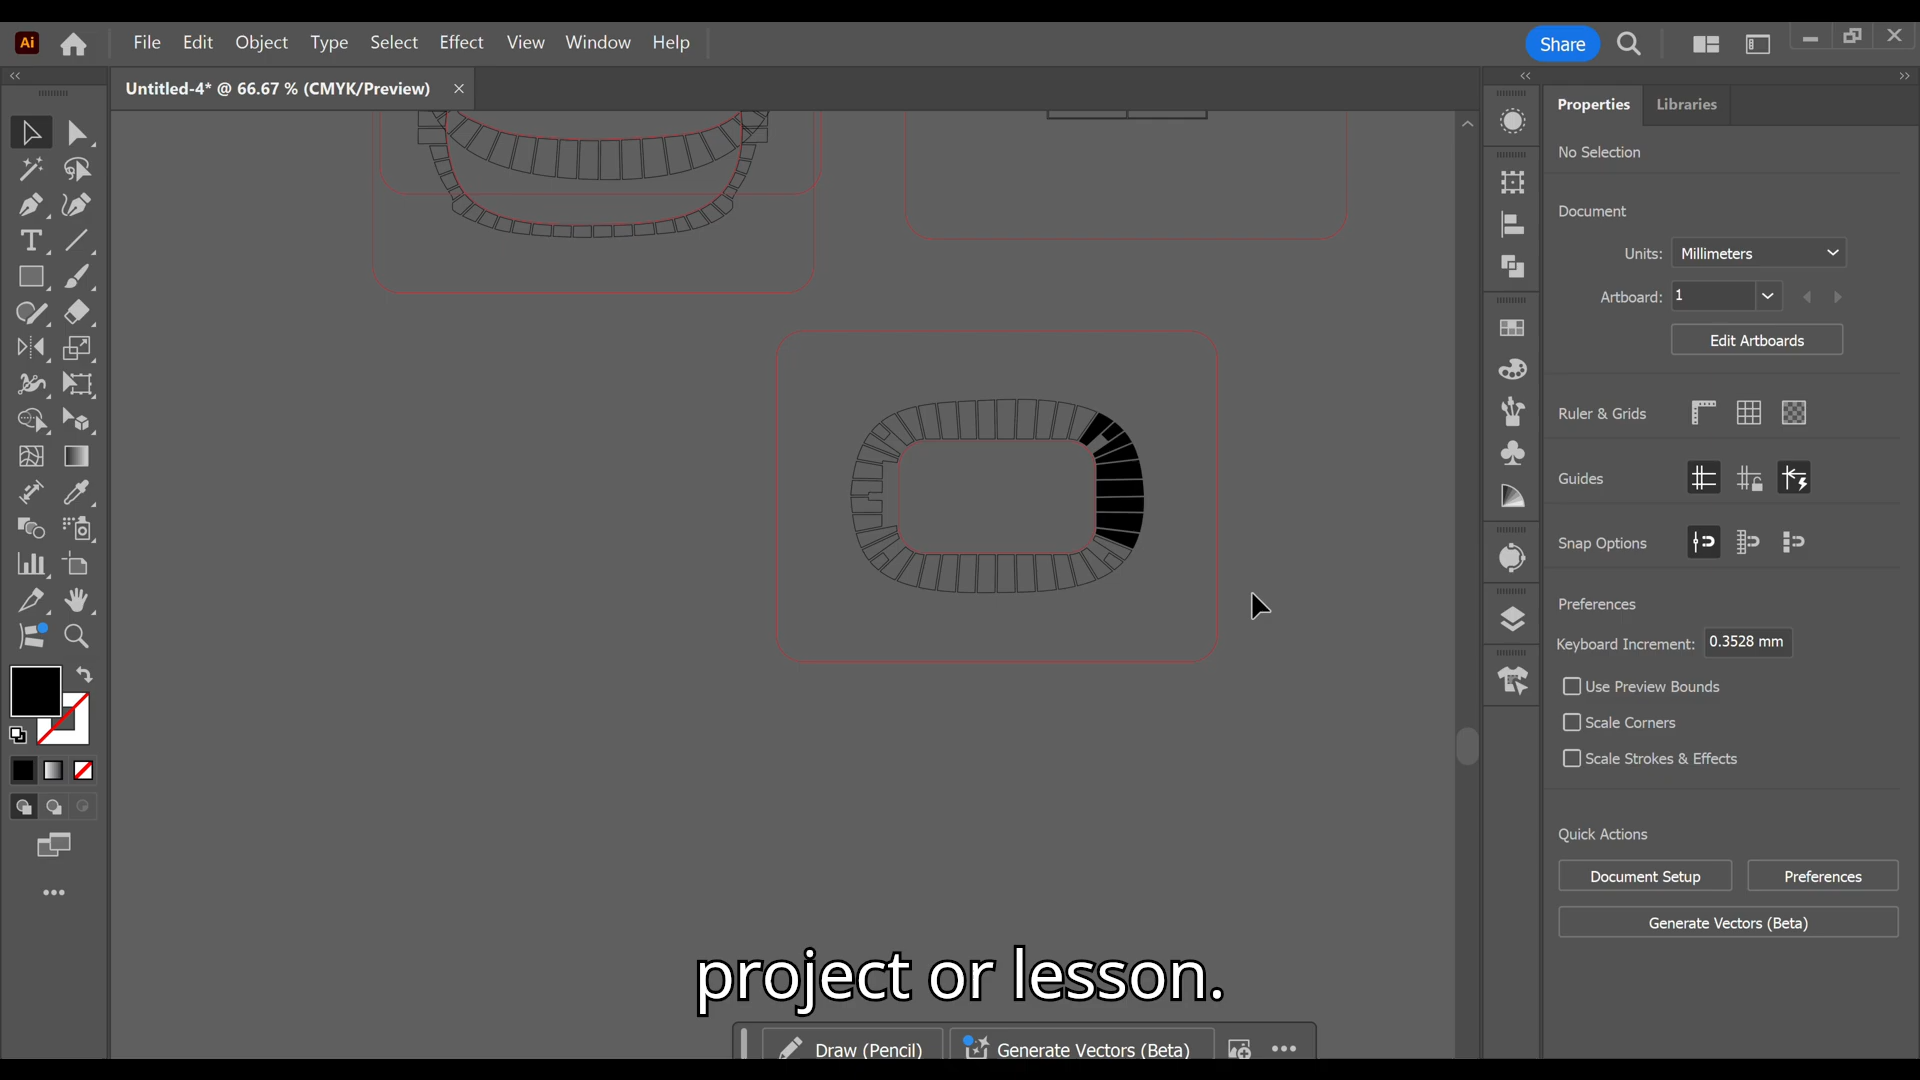 Ai
File
Edit
Object
Type
Select
Effect
View
Window
Help
Share
Untitled-4* @ 66.67 % (CMYK/Preview)
Properties
Libraries
No Selection
Document
Units:
Millimeters
Artboard:
1
Edit Artboards
Ruler & Grids
Guides
Snap Options
Preferences
Keyboard Increment:
0.3528 mm
Use Preview Bounds
Scale Corners
Scale Strokes & Effects
Quick Actions
Document Setup
Preferences
Generate Vectors (Beta)
project or lesson.
Draw (Pencil)
Generate Vectors (Beta)